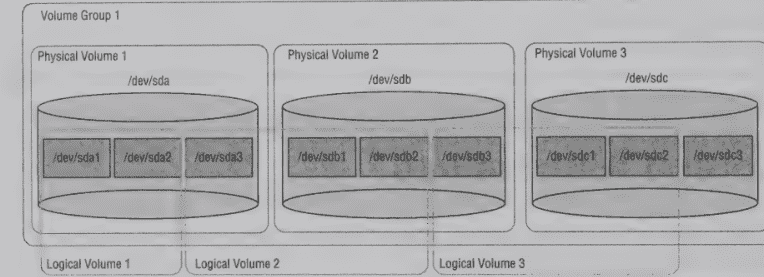 Volume Group 1
Physical Volume 1
Physical Volume 2
Physical Volume 3
/dev/sda
/dev/sdb
/dev/sdc
/dev/sda1
/dev/sda2
/dev/sda3
/dev/sdb1
/dev/sdb2
/dev/sdb3
/dev/sdc1
/dev/sdc2
/dev/sdc3
Logical Volume 1
Logical Volume 2
Logical Volume 3